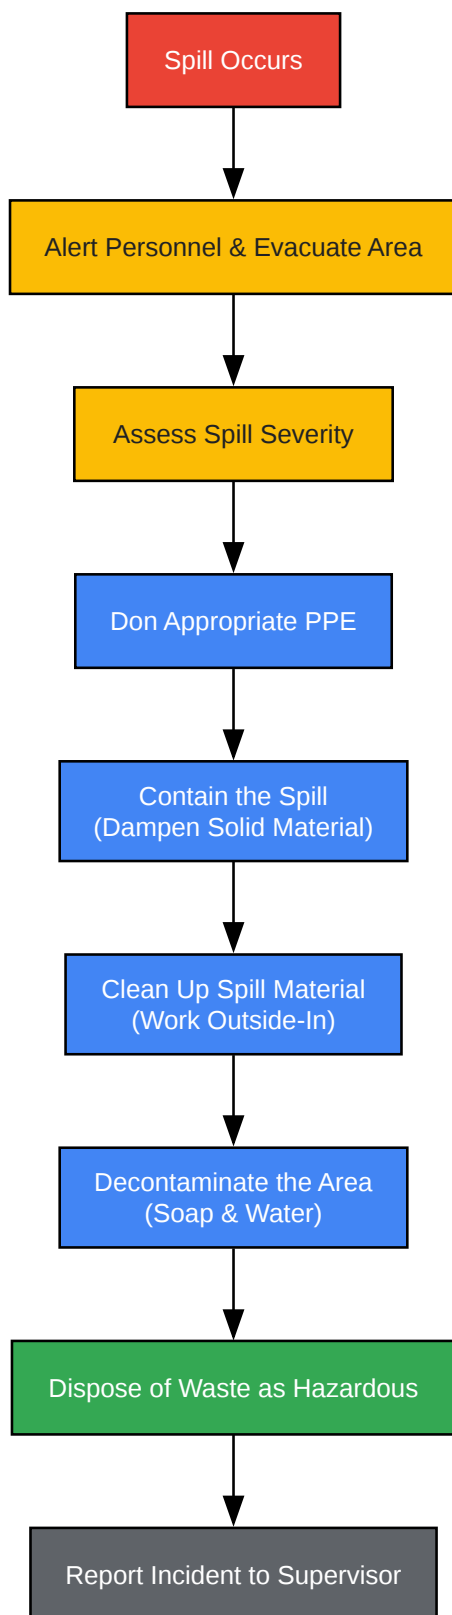 Spill Occurs
Alert Personnel & Evacuate Area
Assess Spill Severity
Don Appropriate PPE
Contain the Spill
(Dampen Solid Material)
Clean Up Spill Material
(Work Outside-In)
Decontaminate the Area
(Soap & Water)
Dispose of Waste as Hazardous
Report Incident to Supervisor